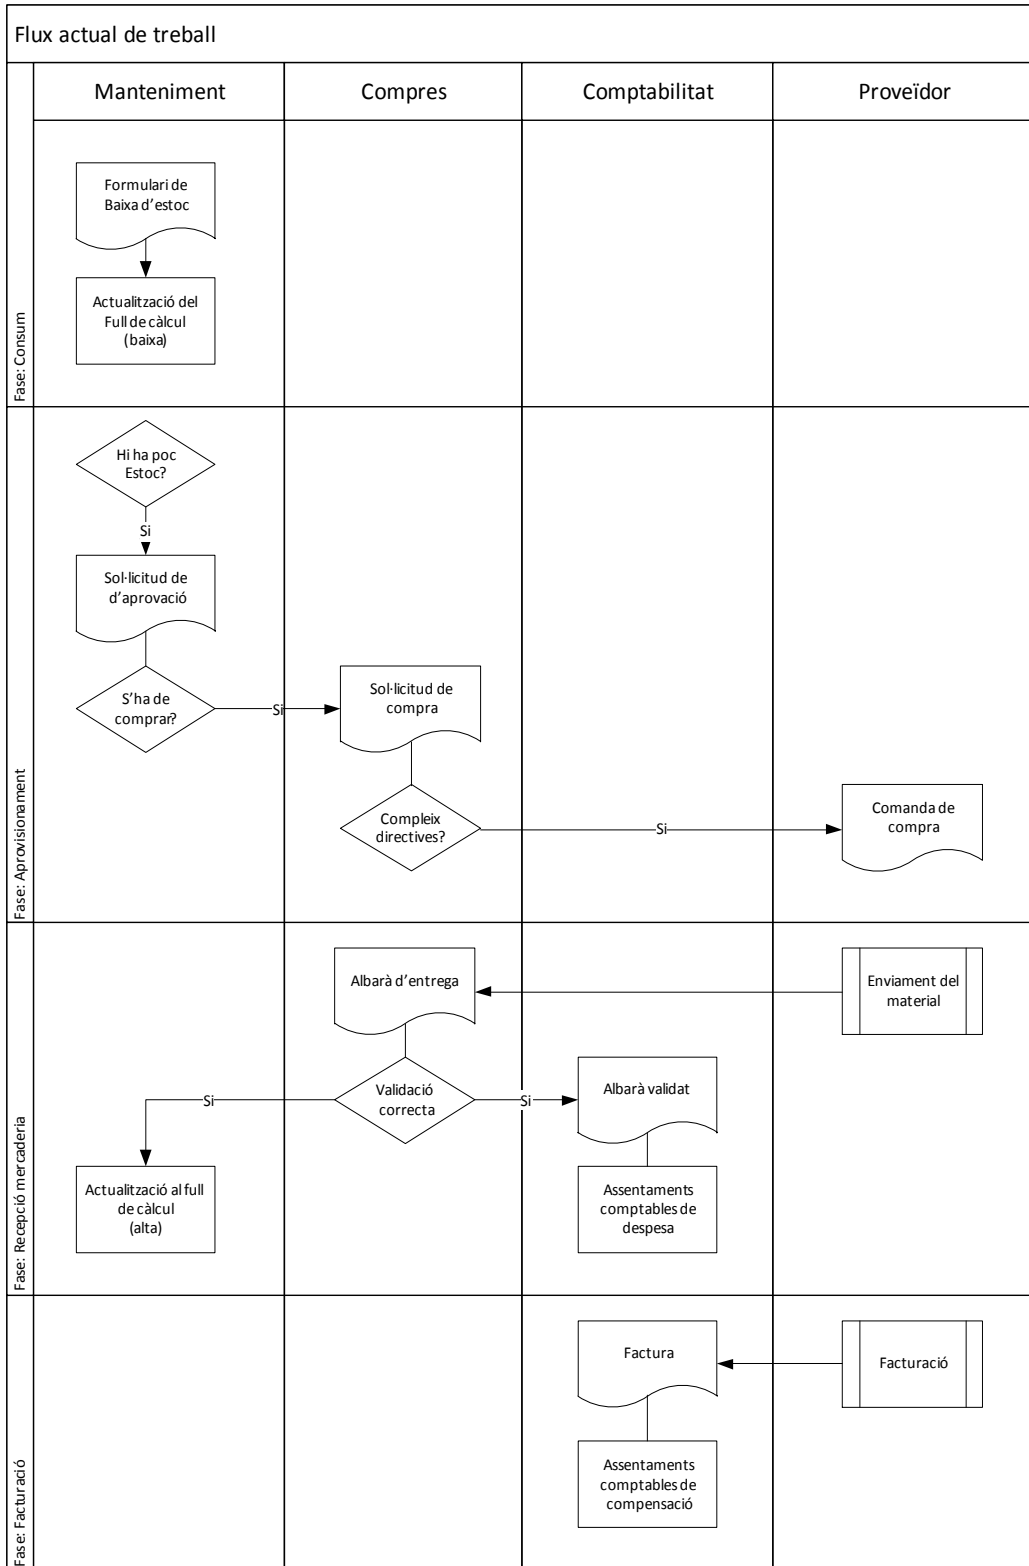 Flux actual de treball
Manteniment
Compres
Comptabilitat
Proveïdor
Fase: Consum
Formulari de
Baixa d'estoc
Actualització del
Full de càlcul
(baixa)
Fase: Aprovisionament
Hi ha poc
Estoc?
Si
Sol·licitud de
d'aprovació
S'ha de
comprar?
Si
Sol·licitud de
compra
Compleix
directives?
Si
Comanda de
compra
Fase: Recepció mercaderia
Enviament del
material
Albarà d'entrega
Validació
correcta
Si
Si
Albarà validat
Actualització al full
de càlcul
(alta)
Assentaments
comptables de
despesa
Fase: Facturació
Facturació
Factura
Assentaments
comptables de
compensació